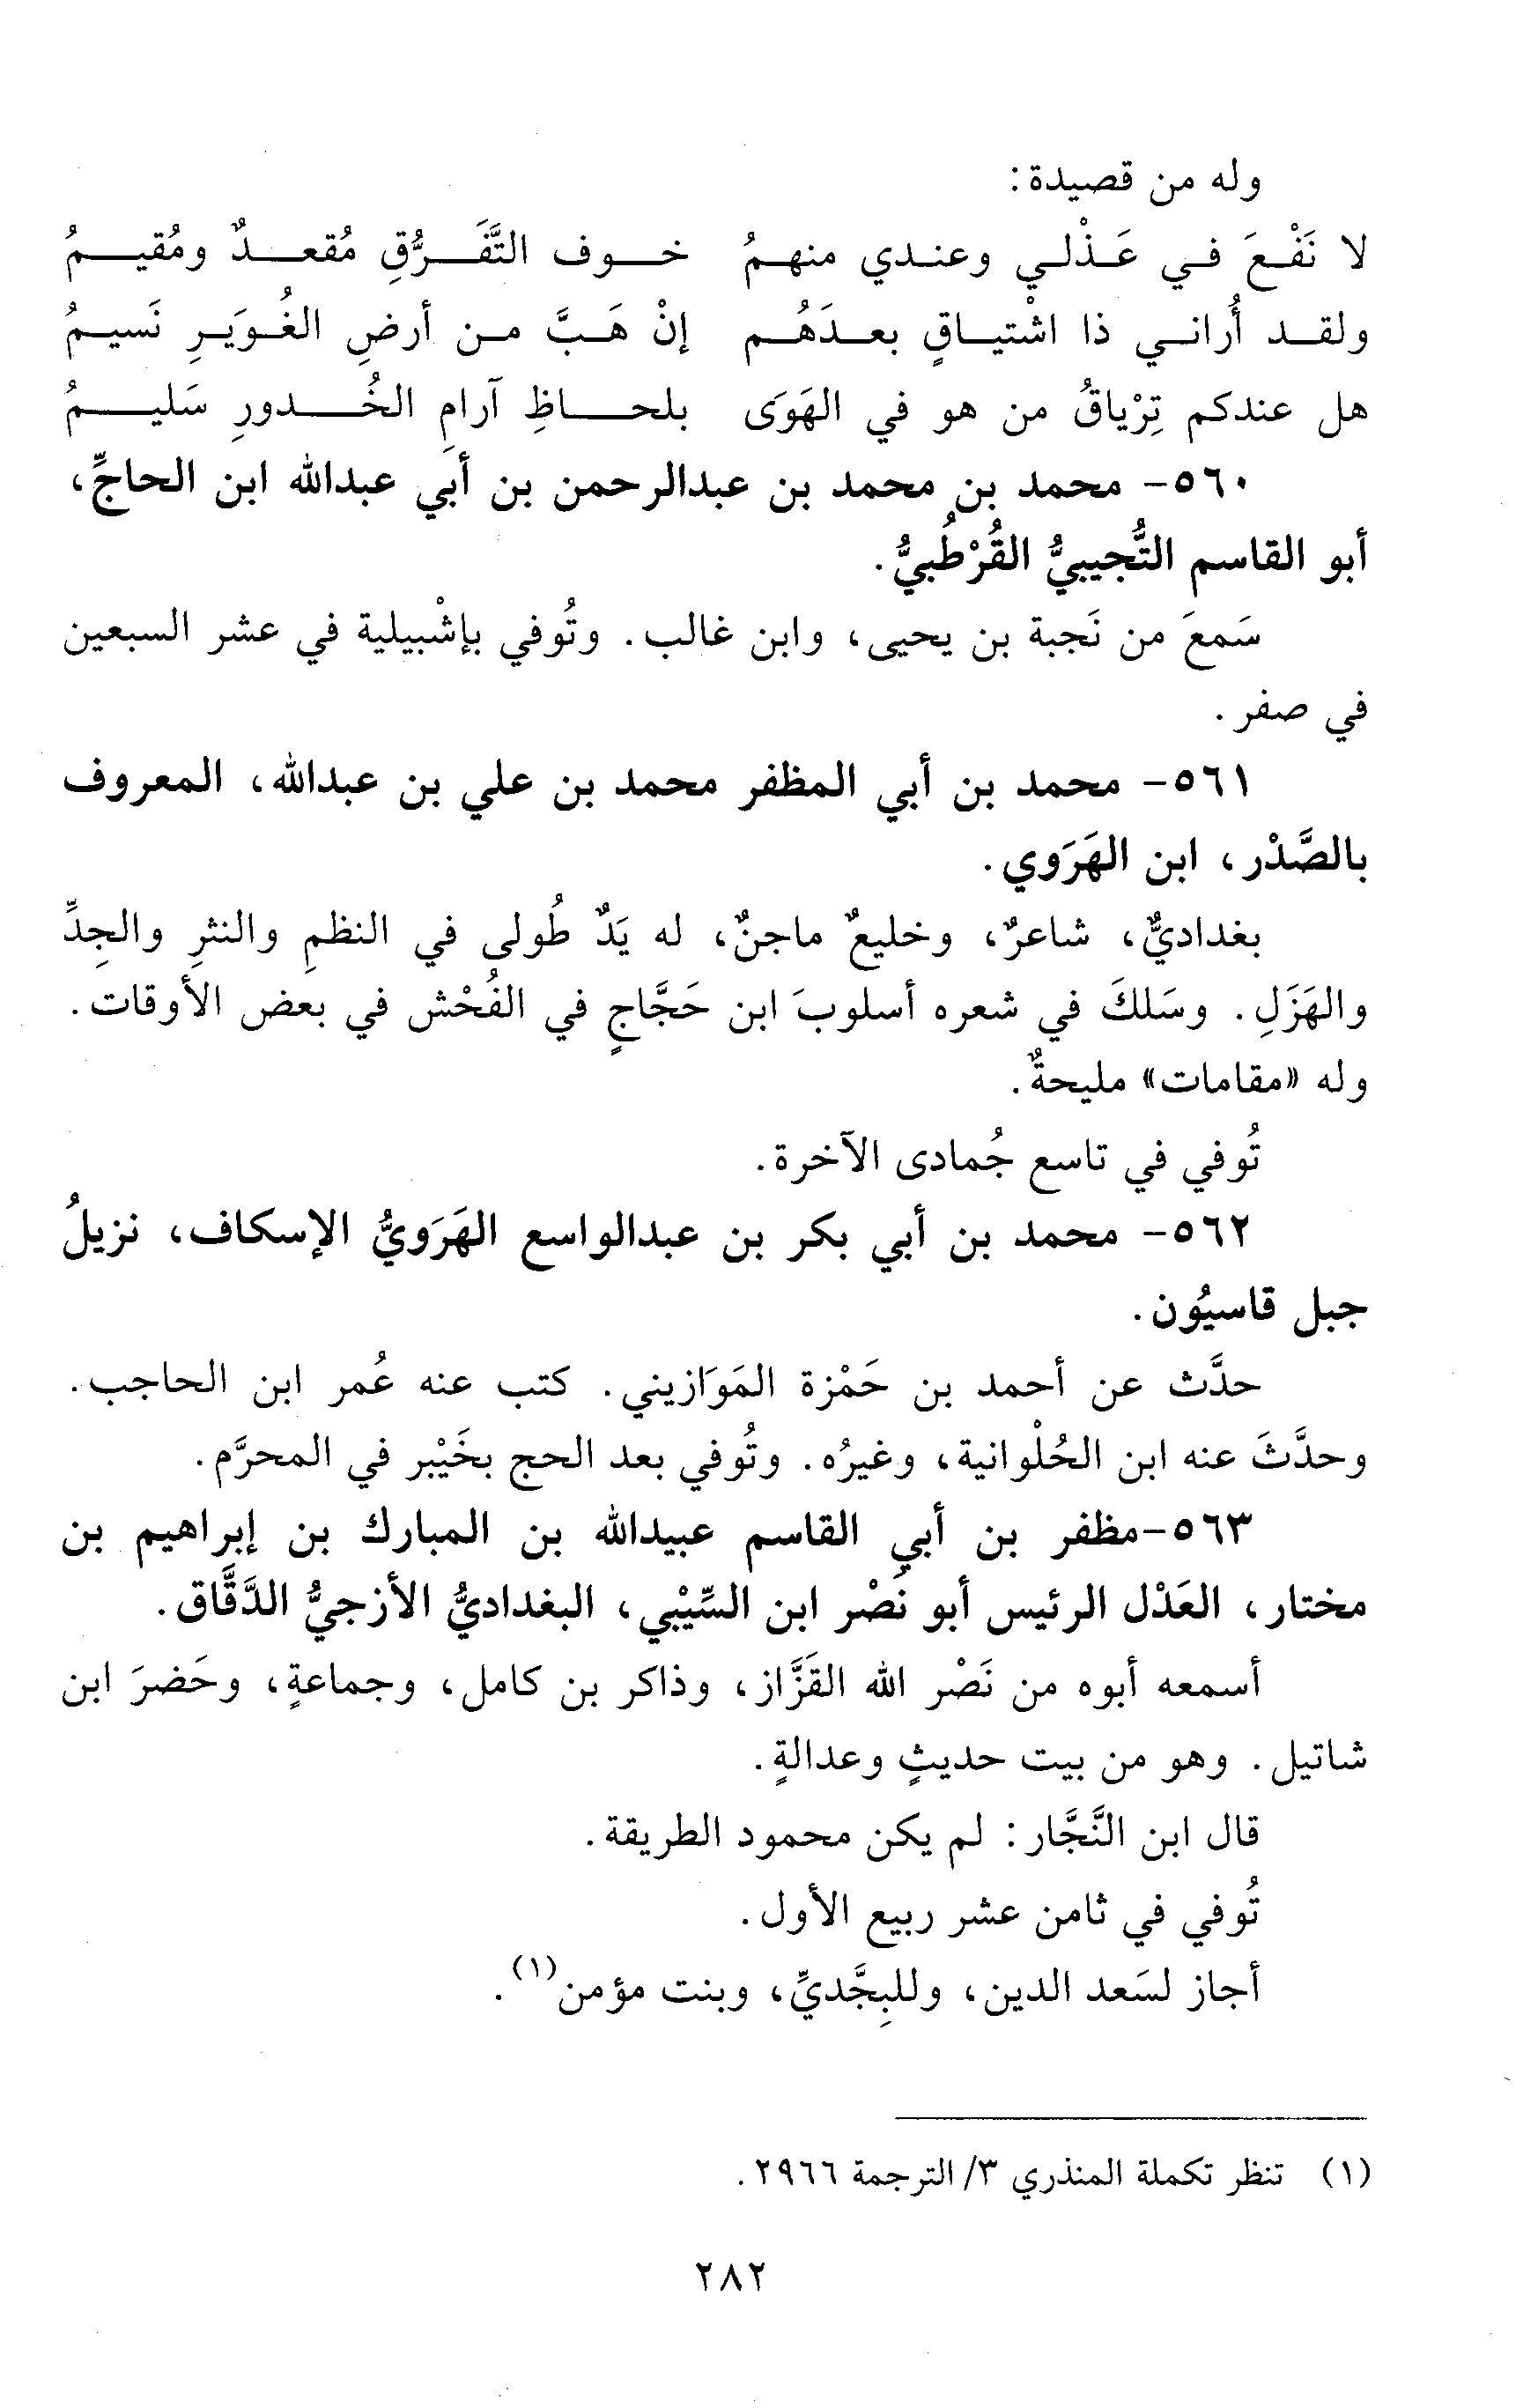 وله من قصيدة:
لا نَفْعَ في عَذْلي وعندي منهمُ خوف التَّفَرُّقِ مُقعدٌ ومُقيمُ
ولقد أُراني ذا اشْتياقٍ بعدَهُم إنْ هَبَّ من أرضِ الغُوَيرِ نَسيمُ
هل عندكم تِرْياقُ من هو في الهَوَى بلحاظِ آرامِ الخُدورِ سَليمُ
٥٦٠- محمد بن محمد بن عبدالرحمن بن أبي عبدالله ابن الحاجِّ،
أبو القاسم التُّجيبيُّ القُرْطُبيُّ.
سَمعَ من نَجبة بن يحيى، وابن غالب. وتُوفي بإشْبيلية في عشر السبعين
في صفر.
٥٦١- محمد بن أبي المظفر محمد بن علي بن عبدالله، المعروف
بالصَّدْر، ابن الهَرَوي.
بغداديٌّ، شاعرٌ، وخليعٌ ماجنٌ، له يَدٌ طُولى في النظمِ والنثرِ والجِدِّ
والهَزَلِ. وسَلكَ في شعره أسلوبَ ابن حَجَّاجٍ في الفُحْش في بعض الأوقات.
وله «مقامات» مليحةٌ.
تُوفي في تاسع جُمادى الآخرة.
٥٦٢- محمد بن أبي بكر بن عبدالواسع الهَرَويُّ الإسكاف، نزيلُ
جبل قاسيُون.
حدَّث عن أحمد بن حَمْزة المَوَازيني. كتب عنه عُمر ابن الحاجب.
وحدَّثَ عنه ابن الحُلْوانية، وغيرُه. وتُوفي بعد الحج بخَيْبر في المحرَّم.
٥٦٣-مظفر بن أبي القاسم عبيدالله بن المبارك بن إبراهيم بن
مختار، العَدْل الرئيس أبو نَصْر ابن السِّيْبي، البغداديُّ الأزجيُّ الدَّقَّاق.
أسمعه أبوه من نَصْر الله القَزَّاز، وذاكر بن كامل، وجماعةٍ، وحَضرَ ابن
شاتيل. وهو من بيت حديثٍ وعدالةٍ.
قال ابن النَّجَّار: لم يكن محمود الطريقة.
تُوفي في ثامن عشر ربيع الأول.
أجاز لسَعد الدين، وللبِجَّديِّ، وبنت مؤمن(١).
(١) تنظر تكملة المنذري ٣/ الترجمة ٢٩٦٦.
٢٨٢